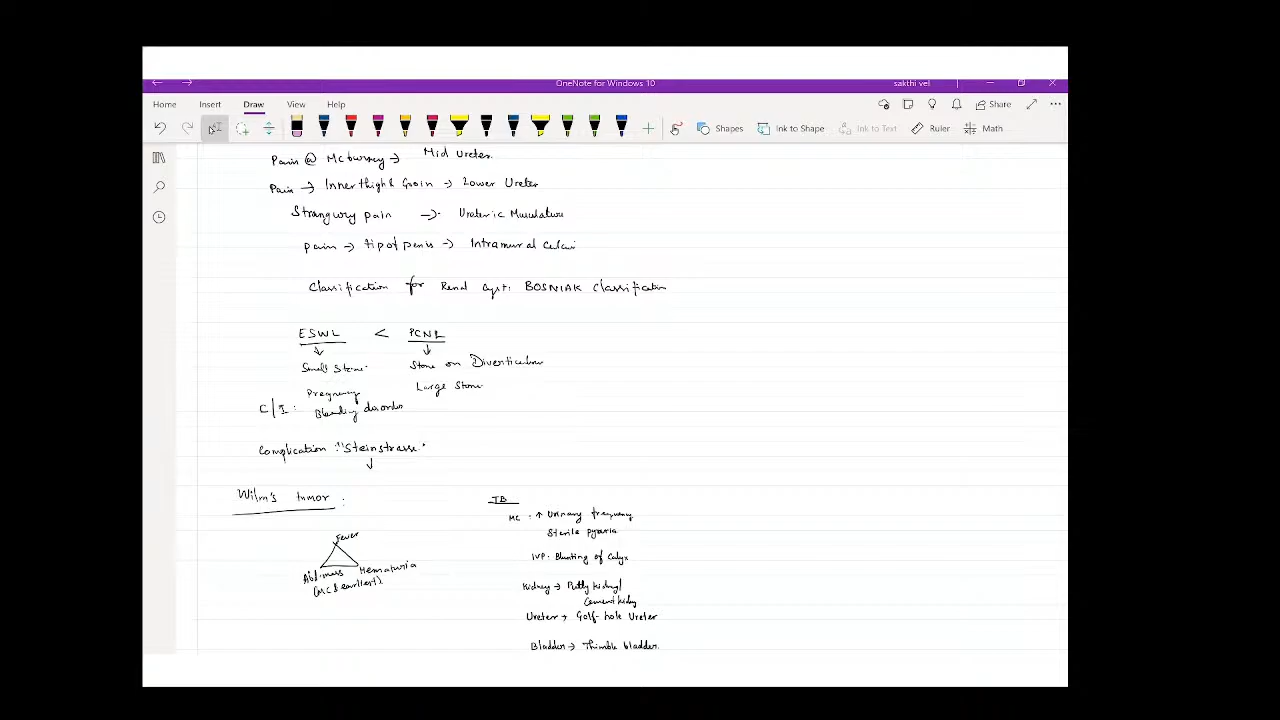 OneNote for Windows 10
sakthi vel
Home Insert Draw View Help
Share
Shapes Ink to Shape Ink to Text Ruler Math
Pain @ Mcburney → Mid Ureter.
Pain → Inner thigh & Groin → Lower Ureter
Strangury pain → Ureteric Musculature
pain → tip of penis → Intramural Calculi
Classification for Renal cyst: BOSNIAK Classification
ESWL < PCNL
Small Stone. Stone on Diverticulum
Large Stone
C/I: Pregnancy
Bleeding disorder
Complication: "Steinstrasse"
Wilm's tumor :
Fever
Abd. mass Hematuria
(MC & earliest)
TB
MC : ↑ Urinary frequency
Sterile pyuria
IVP: Blunting of Calyx
Kidney → Putty kidney/
Cement kidney
Ureter → Golf-hole Ureter
Bladder → Thimble bladder.